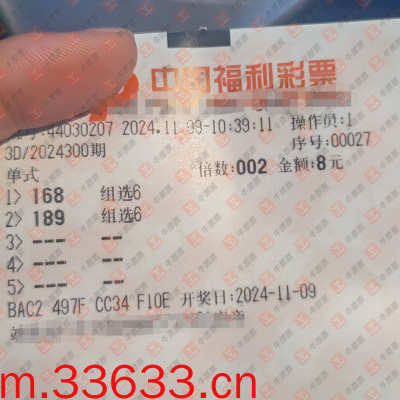 中国福利彩票
:44030207 2024.11.09-10:39:11 操作员:1
序号:00027
3D/2024300期
单式 倍数:002 金额:8元
1> 168 组选6
2> 189 组选6
3> --- --
4> --- --
5> --- --
BAC2 497F CC34 F10E 开奖日:2024-11-09
m.33633.cn